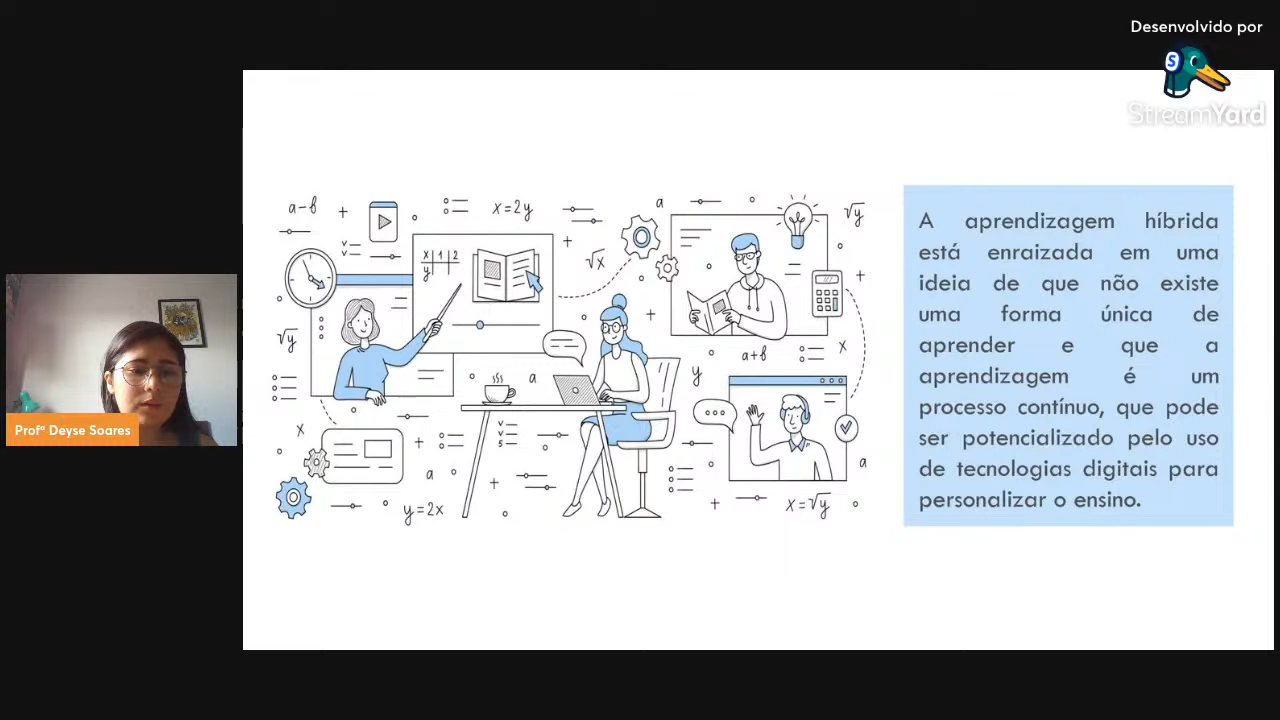 Desenvolvido por
StreamYard
a-b
+
x=2y
a
√y
x 1 2
y
+
√x
+
+
√y
a
y
a+b
x
x
+
a
+
y=2x
+
x=√y
a
A aprendizagem híbrida
está enraizada em uma
ideia de que não existe
uma forma única de
aprender e que a
aprendizagem é um
processo contínuo, que pode
ser potencializado pelo uso
de tecnologias digitais para
personalizar o ensino.
Profª Deyse Soares